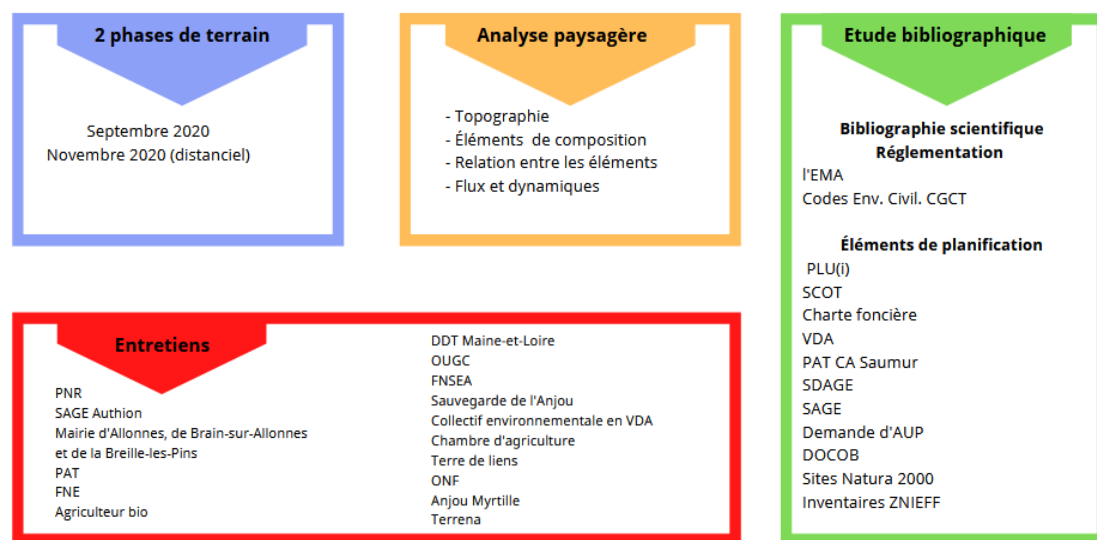 2 phases de terrain
Septembre 2020
Novembre 2020 (distanciel)
Analyse paysagère
- Topographie
- Éléments de composition
- Relation entre les éléments
- Flux et dynamiques
Etude bibliographique
Bibliographie scientifique
Réglementation
l'EMA
Codes Env. Civil. CGCT
Éléments de planification
PLU(i)
SCOT
Charte foncière
VDA
PAT CA Saumur
SDAGE
SAGE
Demande d'AUP
DOCOB
Sites Natura 2000
Inventaires ZNIEFF
Entretiens
PNR
SAGE Authion
Mairie d'Allonnes, de Brain-sur-Allonnes
et de la Breille-les-Pins
PAT
FNE
Agriculteur bio
DDT Maine-et-Loire
OUGC
FNSEA
Sauvegarde de l'Anjou
Collectif environnementale en VDA
Chambre d'agriculture
Terre de liens
ONF
Anjou Myrtille
Terrena